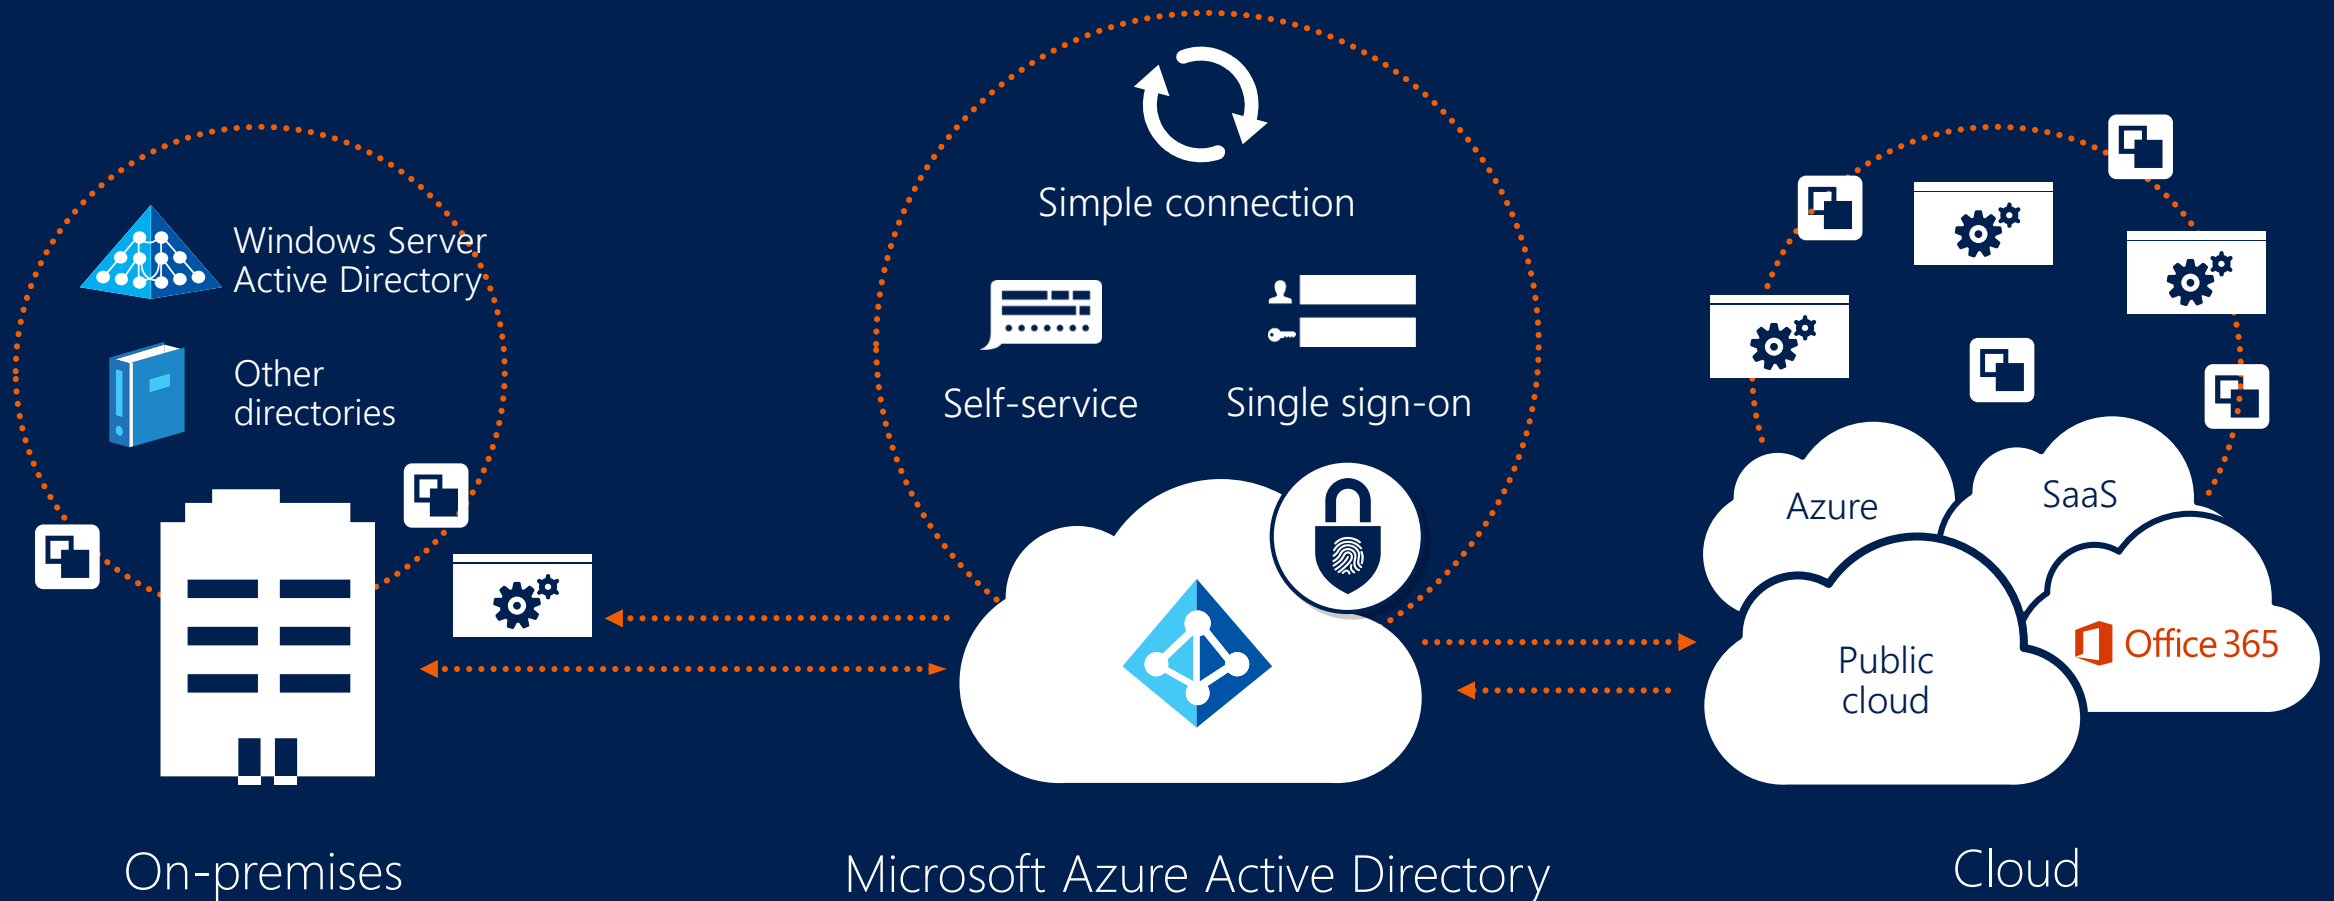 Windows Server
Active Directory
Other
directories
On-premises
Simple connection
Self-service
Single sign-on
Microsoft Azure Active Directory
Azure
SaaS
Public
cloud
Office 365
Cloud